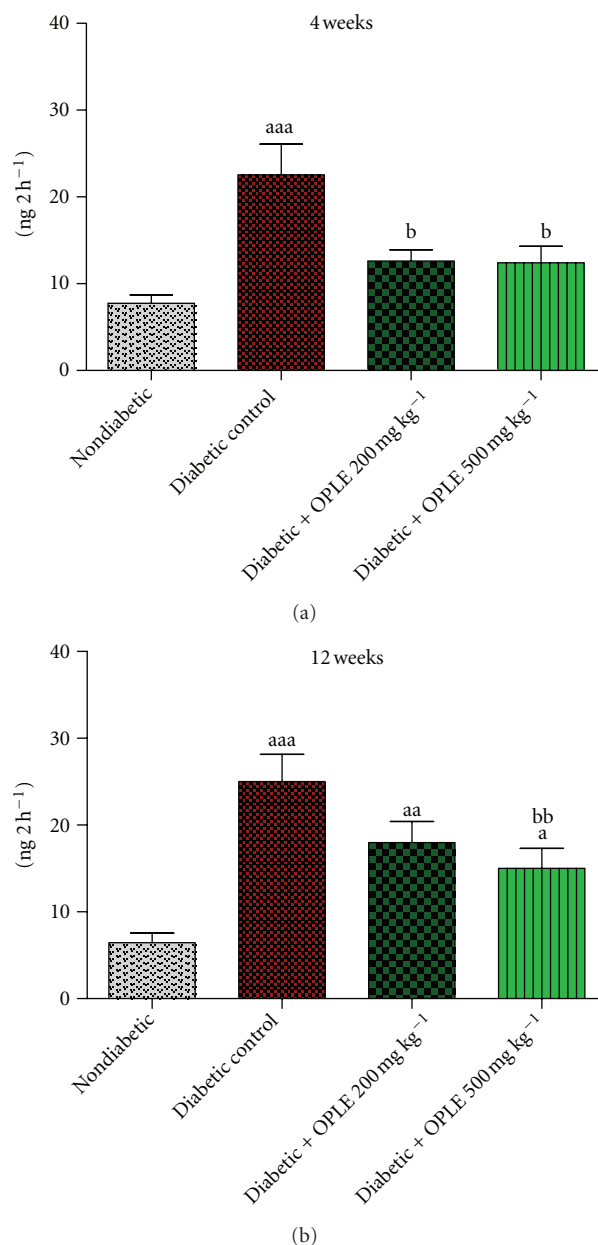 4 weeks
40
30
20
10
0
(ng 2 h⁻¹)
aaa
b
b
Nondiabetic
Diabetic control
Diabetic + OPLE 200 mg kg⁻¹
Diabetic + OPLE 500 mg kg⁻¹
(a)
12 weeks
40
30
20
10
0
(ng 2 h⁻¹)
aaa
aa
bb
a
Nondiabetic
Diabetic control
Diabetic + OPLE 200 mg kg⁻¹
Diabetic + OPLE 500 mg kg⁻¹
(b)